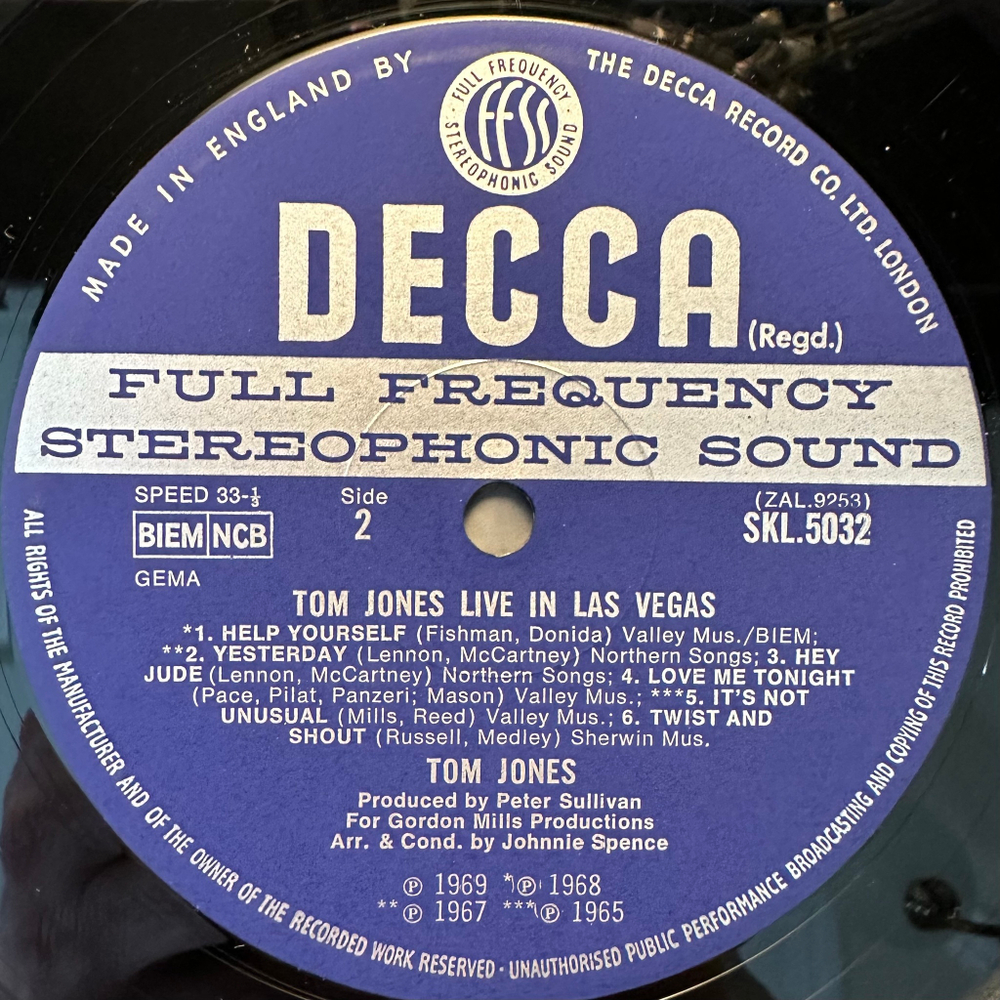 MADE IN ENGLAND BY
THE DECCA RECORD CO. LTD. LONDON
· FULL FREQUENCY · STEREOPHONIC SOUND
FFSS
DECCA (Regd.)
FULL FREQUENCY
STEREOPHONIC SOUND
SPEED 33-⅓
BIEM NCB
GEMA
Side
2
(ZAL.9253)
SKL.5032
TOM JONES LIVE IN LAS VEGAS
*1. HELP YOURSELF (Fishman, Donida) Valley Mus./BIEM;
**2. YESTERDAY (Lennon, McCartney) Northern Songs; 3. HEY
JUDE (Lennon, McCartney) Northern Songs; 4. LOVE ME TONIGHT
(Pace, Pilat, Panzeri; Mason) Valley Mus.; ***5. IT'S NOT
UNUSUAL (Mills, Reed) Valley Mus.; 6. TWIST AND
SHOUT (Russell, Medley) Sherwin Mus.
TOM JONES
Produced by Peter Sullivan
For Gordon Mills Productions
Arr. & Cond. by Johnnie Spence
℗ 1969 *℗ 1968
**℗ 1967 ***℗ 1965
ALL RIGHTS OF THE MANUFACTURER AND OF THE OWNER OF THE RECORDED WORK RESERVED · UNAUTHORISED PUBLIC PERFORMANCE BROADCASTING AND COPYING OF THIS RECORD PROHIBITED